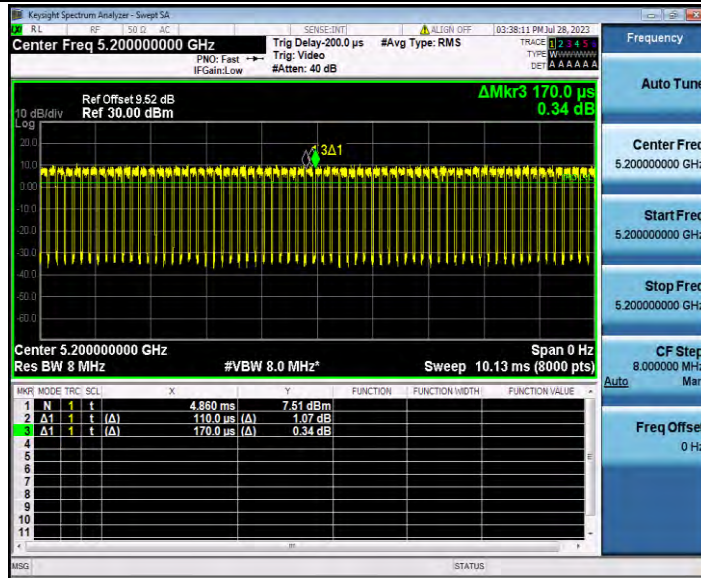 Keysight Spectrum Analyzer - Swept SA
RL RF 50 Ω AC SENSE:INT ALIGN OFF 03:38:11 PM Jul 28, 2023
Center Freq 5.200000000 GHz Trig Delay-200.0 µs #Avg Type: RMS TRACE 1 2 3 4 5 6
PNO: Fast Trig: Video TYPE WWWWWW
IFGain:Low #Atten: 40 dB DET A A A A A A
Frequency
Auto Tune
Center Freq
5.200000000 GHz
Start Freq
5.200000000 GHz
Stop Freq
5.200000000 GHz
CF Step
8.000000 MHz
Auto Man
Freq Offset
0 Hz
ΔMkr3 170.0 µs
0.34 dB
Ref Offset 9.52 dB
10 dB/div Ref 30.00 dBm
Log
20.0
10.0
0.00
-10.0
-20.0
-30.0
-40.0
-50.0
-60.0
3Δ1
Center 5.200000000 GHz Span 0 Hz
Res BW 8 MHz #VBW 8.0 MHz* Sweep 10.13 ms (8000 pts)
MKR MODE TRC SCL X Y FUNCTION FUNCTION WIDTH FUNCTION VALUE
1 N 1 t 4.860 ms 7.51 dBm
2 Δ1 1 t (Δ) 110.0 µs (Δ) 1.07 dB
3 Δ1 1 t (Δ) 170.0 µs (Δ) 0.34 dB
4
5
6
7
8
9
10
11
MSG STATUS